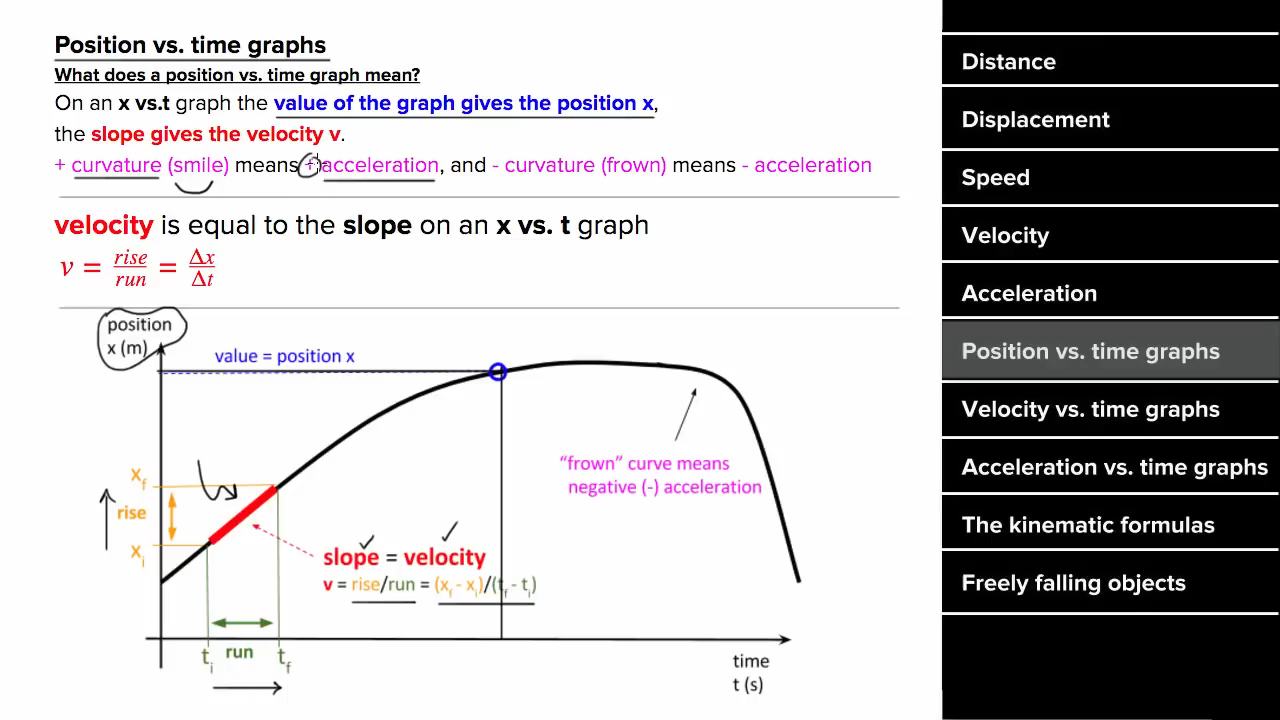 Position vs. time graphs
What does a position vs. time graph mean?
On an x vs.t graph the value of the graph gives the position x,
the slope gives the velocity v.
+ curvature (smile) means + acceleration, and - curvature (frown) means - acceleration
velocity is equal to the slope on an x vs. t graph
v = rise/run = Δx/Δt
position
x (m)
value = position x
"frown" curve means
negative (-) acceleration
x_f
rise
x_i
slope = velocity
v = rise/run = (x_f - x_i)/(t_f - t_i)
t_i run t_f
time
t (s)
Distance
Displacement
Speed
Velocity
Acceleration
Position vs. time graphs
Velocity vs. time graphs
Acceleration vs. time graphs
The kinematic formulas
Freely falling objects